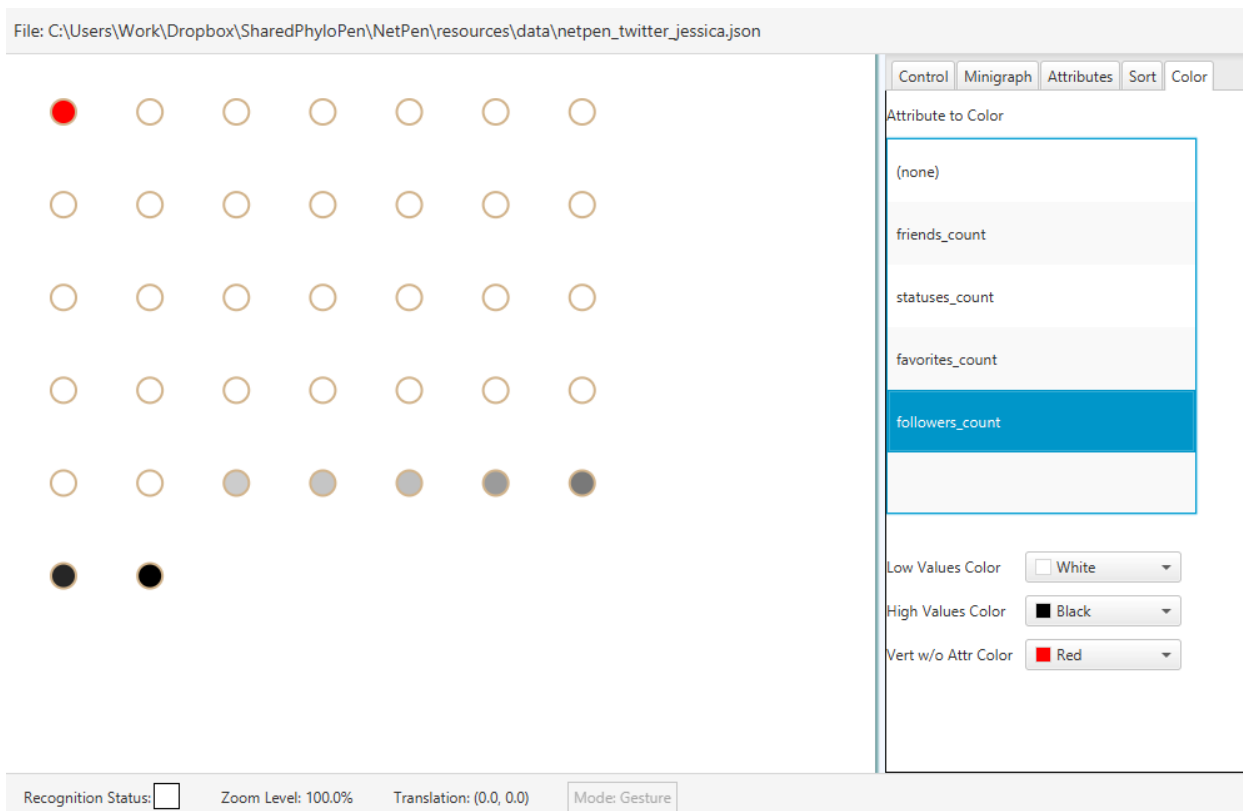 File: C:\Users\Work\Dropbox\SharedPhyloPen\NetPen\resources\data\netpen_twitter_jessica.json
Control Minigraph Attributes Sort Color
Attribute to Color
(none)
friends_count
statuses_count
favorites_count
followers_count
Low Values Color White
High Values Color Black
Vert w/o Attr Color Red
Recognition Status: Zoom Level: 100.0% Translation: (0.0, 0.0) Mode: Gesture